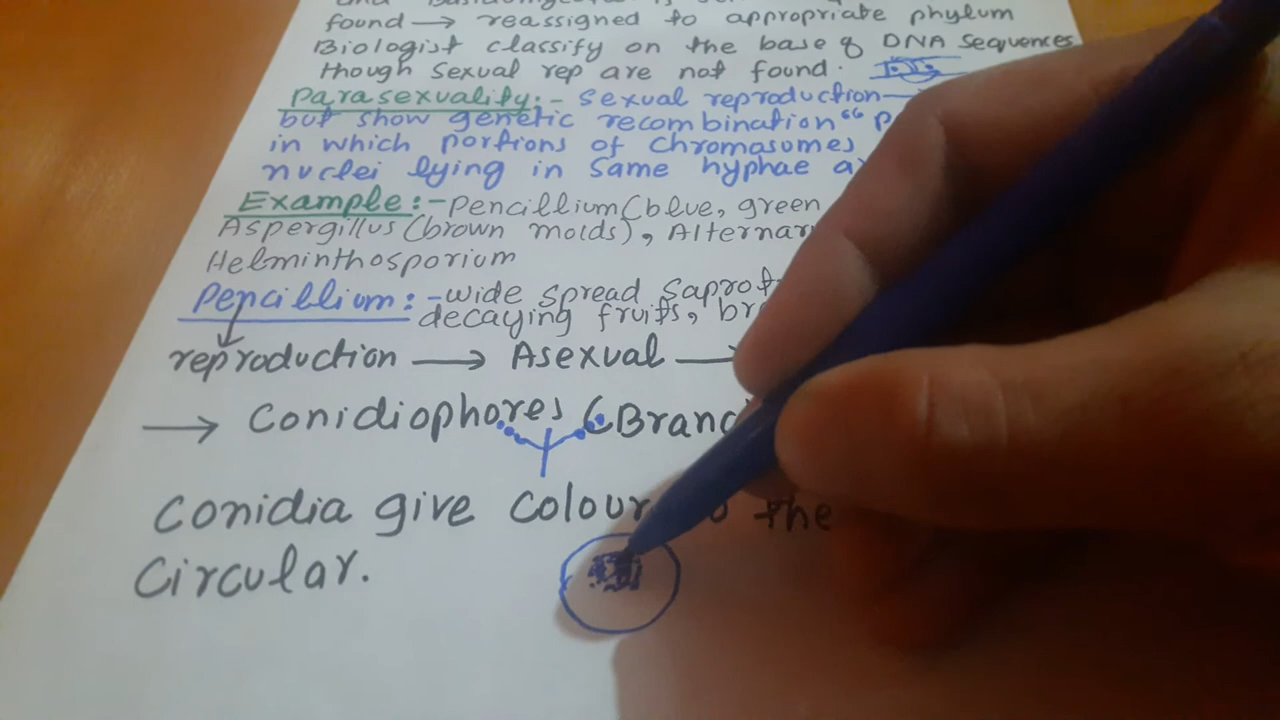 found → reassigned to appropriate phylum
Biologist classify on the base of DNA Sequences
though sexual rep are not found.
Parasexuality:- Sexual reproduction
but show genetic recombination“ P
in which portions of Chromasomes
nuclei lying in same hyphae
Example:- Pencillium (blue, green
Aspergillus (brown molds), Alternar
Helminthosporium
Pencillium:- wide spread Saprot
decaying fruits, br
reproduction → Asexual →
→ Conidiophores (Branc
Conidia give Colour the
Circular.